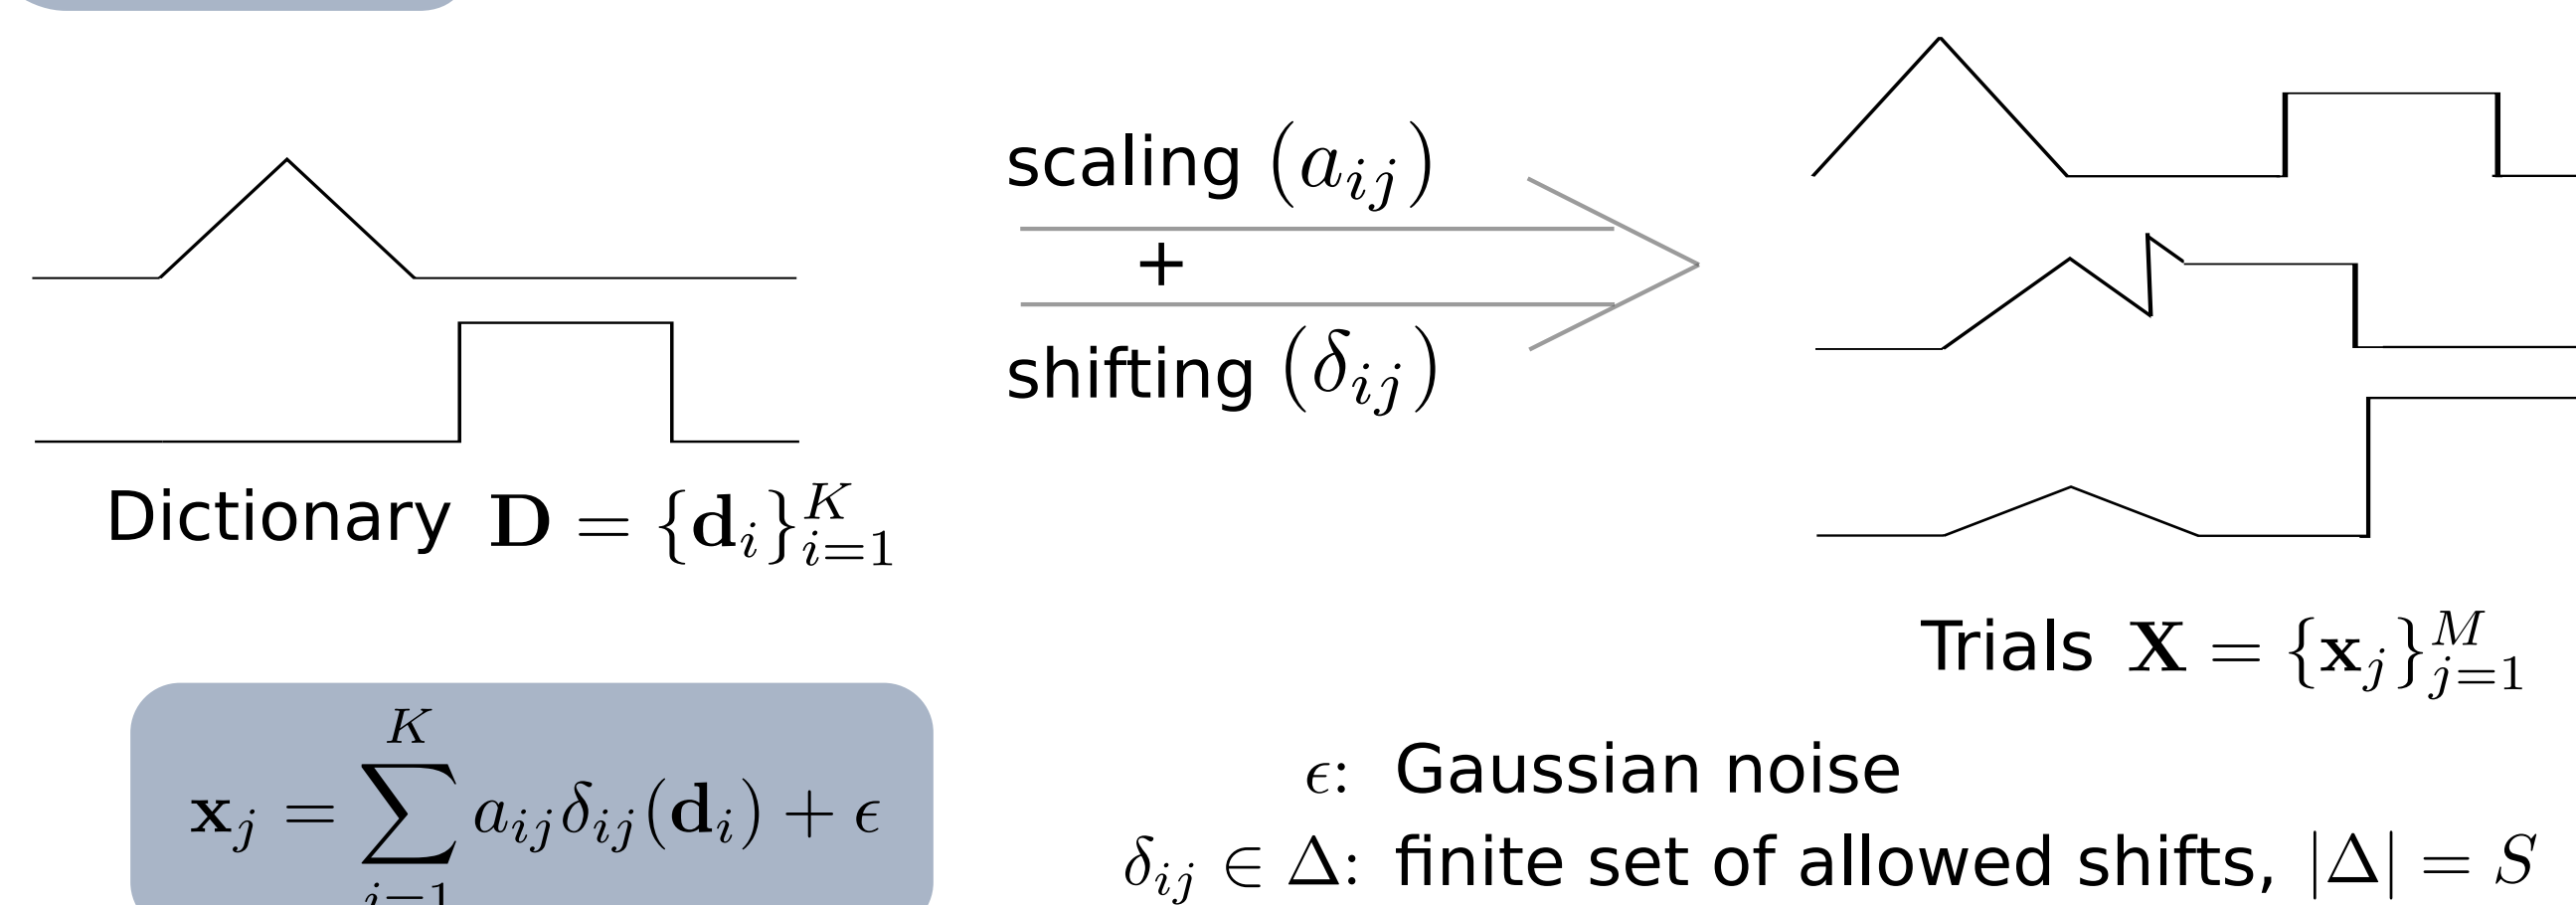 scaling (a_{ij})
+
shifting (δ_{ij})
Dictionary D = {d_i}_{i=1}^K
Trials X = {x_j}_{j=1}^M
x_j = ∑_{i=1}^K a_{ij}δ_{ij}(d_i) + ϵ
ϵ: Gaussian noise
δ_{ij} ∈ Δ: finite set of allowed shifts, |Δ| = S